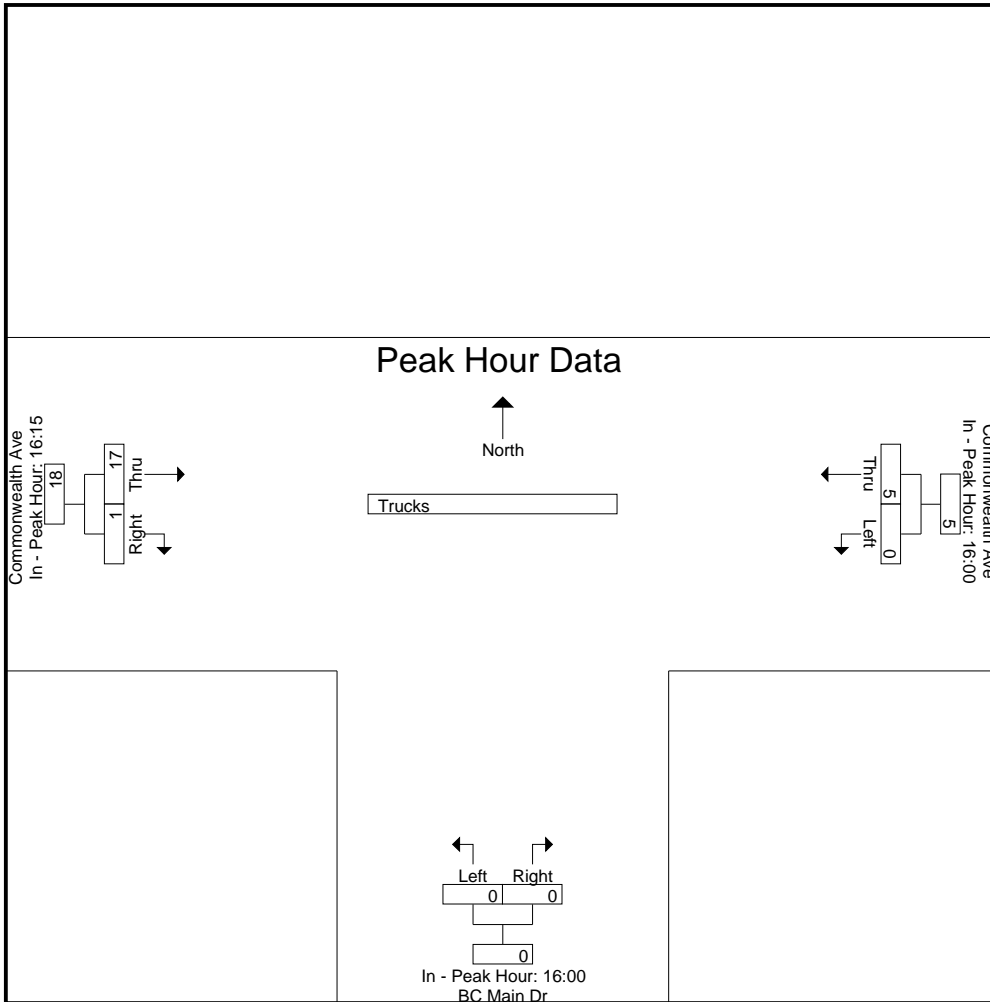 Peak Hour Data
North
Trucks
Commonwealth Ave
In - Peak Hour: 16:15
18
17
1
Thru
Right
Commonwealth Ave
In - Peak Hour: 16:00
5
5
0
Thru
Left
Left Right
0 0
0
In - Peak Hour: 16:00
BC Main Dr